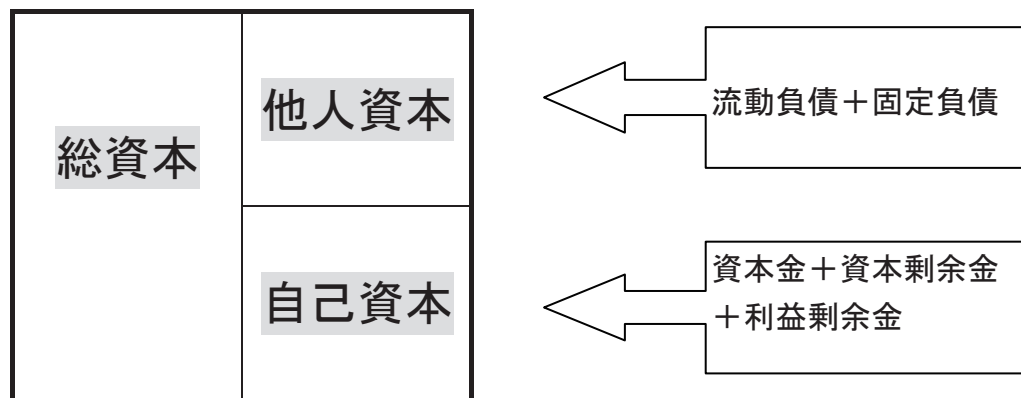 総資本
他人資本
流動負債＋固定負債
自己資本
資本金＋資本剰余金
＋利益剰余金